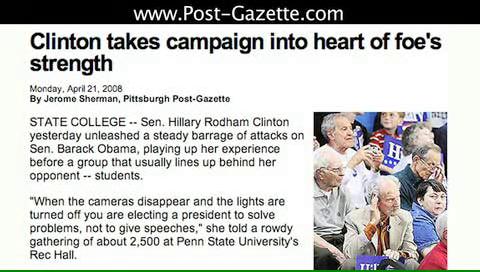 www.Post-Gazette.com
Clinton takes campaign into heart of foe's
strength
Monday, April 21, 2008
By Jerome Sherman, Pittsburgh Post-Gazette
STATE COLLEGE -- Sen. Hillary Rodham Clinton
yesterday unleashed a steady barrage of attacks on
Sen. Barack Obama, playing up her experience
before a group that usually lines up behind her
opponent -- students.
"When the cameras disappear and the lights are
turned off you are electing a president to solve
problems, not to give speeches," she told a rowdy
gathering of about 2,500 at Penn State University's
Rec Hall.